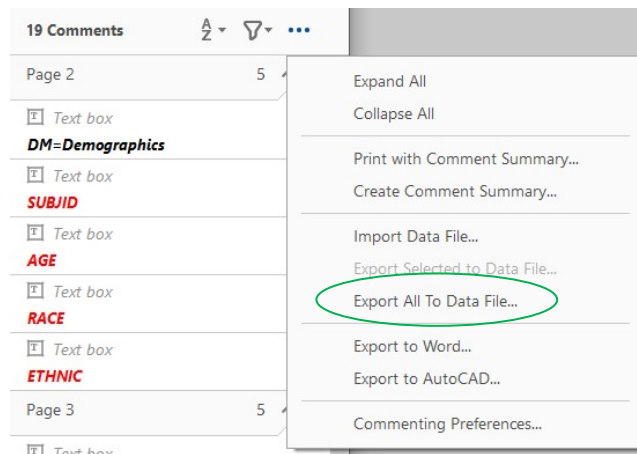 19 Comments
Page 2 5
Text box
DM=Demographics
Text box
SUBJID
Text box
AGE
Text box
RACE
Text box
ETHNIC
Page 3 5
Text box
Expand All
Collapse All
Print with Comment Summary...
Create Comment Summary...
Import Data File...
Export Selected to Data File...
Export All To Data File...
Export to Word...
Export to AutoCAD...
Commenting Preferences...